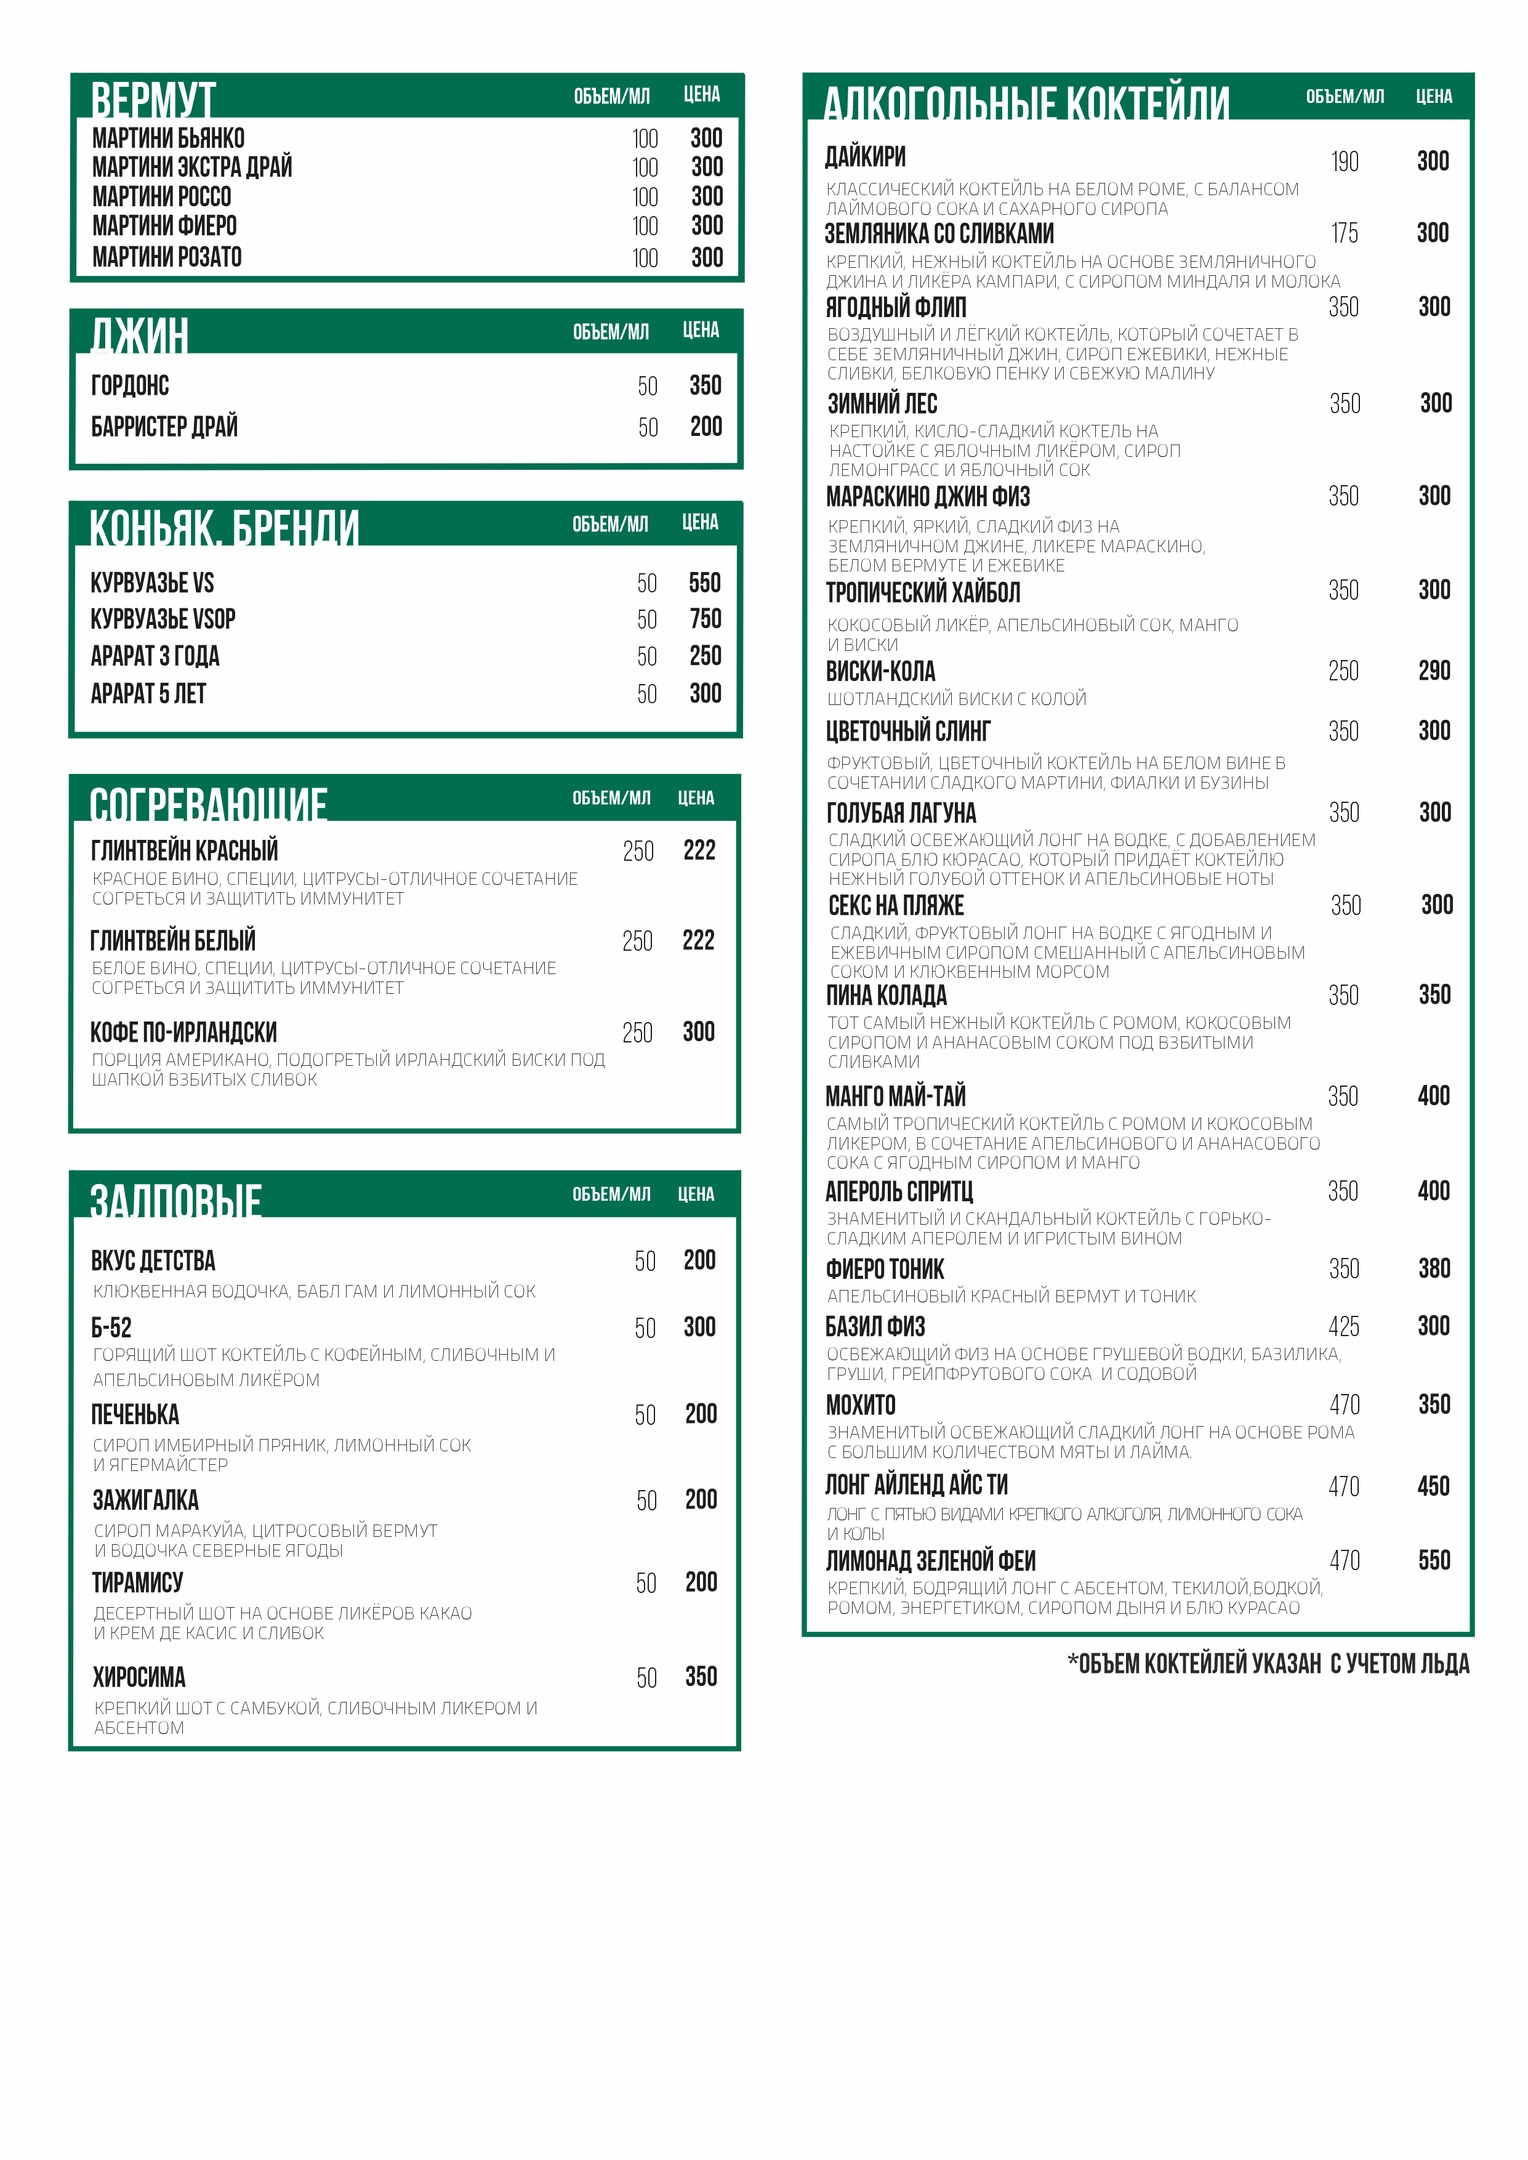 ВЕРМУТ ОБЪЕМ/МЛ ЦЕНА
МАРТИНИ БЬЯНКО 100 300
МАРТИНИ ЭКСТРА ДРАЙ 100 300
МАРТИНИ РОССО 100 300
МАРТИНИ ФИЕРО 100 300
МАРТИНИ РОЗАТО 100 300
ДЖИН ОБЪЕМ/МЛ ЦЕНА
ГОРДОНС 50 350
БАРРИСТЕР ДРАЙ 50 200
КОНЬЯК, БРЕНДИ ОБЪЕМ/МЛ ЦЕНА
КУРВУАЗЬЕ VS 50 550
КУРВУАЗЬЕ VSOP 50 750
АРАРАТ 3 ГОДА 50 250
АРАРАТ 5 ЛЕТ 50 300
СОГРЕВАЮЩИЕ ОБЪЕМ/МЛ ЦЕНА
ГЛИНТВЕЙН КРАСНЫЙ 250 222
КРАСНОЕ ВИНО, СПЕЦИИ, ЦИТРУСЫ-ОТЛИЧНОЕ СОЧЕТАНИЕ
СОГРЕТЬСЯ И ЗАЩИТИТЬ ИММУНИТЕТ
ГЛИНТВЕЙН БЕЛЫЙ 250 222
БЕЛОЕ ВИНО, СПЕЦИИ, ЦИТРУСЫ-ОТЛИЧНОЕ СОЧЕТАНИЕ
СОГРЕТЬСЯ И ЗАЩИТИТЬ ИММУНИТЕТ
КОФЕ ПО-ИРЛАНДСКИ 250 300
ПОРЦИЯ АМЕРИКАНО, ПОДОГРЕТЫЙ ИРЛАНДСКИЙ ВИСКИ ПОД
ШАПКОЙ ВЗБИТЫХ СЛИВОК
ЗАЛПОВЫЕ ОБЪЕМ/МЛ ЦЕНА
ВКУС ДЕТСТВА 50 200
КЛЮКВЕННАЯ ВОДОЧКА, БАБЛ ГАМ И ЛИМОННЫЙ СОК
Б-52 50 300
ГОРЯЩИЙ ШОТ КОКТЕЙЛЬ С КОФЕЙНЫМ, СЛИВОЧНЫМ И
АПЕЛЬСИНОВЫМ ЛИКЁРОМ
ПЕЧЕНЬКА 50 200
СИРОП ИМБИРНЫЙ ПРЯНИК, ЛИМОННЫЙ СОК
И ЯГЕРМАЙСТЕР
ЗАЖИГАЛКА 50 200
СИРОП МАРАКУЙА, ЦИТРОСОВЫЙ ВЕРМУТ
И ВОДОЧКА СЕВЕРНЫЕ ЯГОДЫ
ТИРАМИСУ 50 200
ДЕСЕРТНЫЙ ШОТ НА ОСНОВЕ ЛИКЁРОВ КАКАО
И КРЕМ ДЕ КАСИС И СЛИВОК
ХИРОСИМА 50 350
КРЕПКИЙ ШОТ С САМБУКОЙ, СЛИВОЧНЫМ ЛИКЕРОМ И
АБСЕНТОМ
АЛКОГОЛЬНЫЕ КОКТЕЙЛИ ОБЪЕМ/МЛ ЦЕНА
ДАЙКИРИ 190 300
КЛАССИЧЕСКИЙ КОКТЕЙЛЬ НА БЕЛОМ РОМЕ, С БАЛАНСОМ
ЛАЙМОВОГО СОКА И САХАРНОГО СИРОПА
ЗЕМЛЯНИКА СО СЛИВКАМИ 175 300
КРЕПКИЙ, НЕЖНЫЙ КОКТЕЙЛЬ НА ОСНОВЕ ЗЕМЛЯНИЧНОГО
ДЖИНА И ЛИКЁРА КАМПАРИ, С СИРОПОМ МИНДАЛЯ И МОЛОКА
ЯГОДНЫЙ ФЛИП 350 300
ВОЗДУШНЫЙ И ЛЁГКИЙ КОКТЕЙЛЬ, КОТОРЫЙ СОЧЕТАЕТ В
СЕБЕ ЗЕМЛЯНИЧНЫЙ ДЖИН, СИРОП ЕЖЕВИКИ, НЕЖНЫЕ
СЛИВКИ, БЕЛКОВУЮ ПЕНКУ И СВЕЖУЮ МАЛИНУ
ЗИМНИЙ ЛЕС 350 300
КРЕПКИЙ, КИСЛО-СЛАДКИЙ КОКТЕЛЬ НА
НАСТОЙКЕ С ЯБЛОЧНЫМ ЛИКЁРОМ, СИРОП
ЛЕМОНГРАСС И ЯБЛОЧНЫЙ СОК
МАРАСКИНО ДЖИН ФИЗ 350 300
КРЕПКИЙ, ЯРКИЙ, СЛАДКИЙ ФИЗ НА
ЗЕМЛЯНИЧНОМ ДЖИНЕ, ЛИКЕРЕ МАРАСКИНО,
БЕЛОМ ВЕРМУТЕ И ЕЖЕВИКЕ
ТРОПИЧЕСКИЙ ХАЙБОЛ 350 300
КОКОСОВЫЙ ЛИКЁР, АПЕЛЬСИНОВЫЙ СОК, МАНГО
И ВИСКИ
ВИСКИ-КОЛА 250 290
ШОТЛАНДСКИЙ ВИСКИ С КОЛОЙ
ЦВЕТОЧНЫЙ СЛИНГ 350 300
ФРУКТОВЫЙ, ЦВЕТОЧНЫЙ КОКТЕЙЛЬ НА БЕЛОМ ВИНЕ В
СОЧЕТАНИИ СЛАДКОГО МАРТИНИ, ФИАЛКИ И БУЗИНЫ
ГОЛУБАЯ ЛАГУНА 350 300
СЛАДКИЙ ОСВЕЖАЮЩИЙ ЛОНГ НА ВОДКЕ, С ДОБАВЛЕНИЕМ
СИРОПА БЛЮ КЮРАСАО, КОТОРЫЙ ПРИДАЁТ КОКТЕЙЛЮ
НЕЖНЫЙ ГОЛУБОЙ ОТТЕНОК И АПЕЛЬСИНОВЫЕ НОТЫ
СЕКС НА ПЛЯЖЕ 350 300
СЛАДКИЙ, ФРУКТОВЫЙ ЛОНГ НА ВОДКЕ С ЯГОДНЫМ И
ЕЖЕВИЧНЫМ СИРОПОМ СМЕШАННЫЙ С АПЕЛЬСИНОВЫМ
СОКОМ И КЛЮКВЕННЫМ МОРСОМ
ПИНА КОЛАДА 350 350
ТОТ САМЫЙ НЕЖНЫЙ КОКТЕЙЛЬ С РОМОМ, КОКОСОВЫМ
СИРОПОМ И АНАНАСОВЫМ СОКОМ ПОД ВЗБИТЫМИ
СЛИВКАМИ
МАНГО МАЙ-ТАЙ 350 400
САМЫЙ ТРОПИЧЕСКИЙ КОКТЕЙЛЬ С РОМОМ И КОКОСОВЫМ
ЛИКЕРОМ, В СОЧЕТАНИЕ АПЕЛЬСИНОВОГО И АНАНАСОВОГО
СОКА С ЯГОДНЫМ СИРОПОМ И МАНГО
АПЕРОЛЬ СПРИТЦ 350 400
ЗНАМЕНИТЫЙ И СКАНДАЛЬНЫЙ КОКТЕЙЛЬ С ГОРЬКО-
СЛАДКИМ АПЕРОЛЕМ И ИГРИСТЫМ ВИНОМ
ФИЕРО ТОНИК 350 380
АПЕЛЬСИНОВЫЙ КРАСНЫЙ ВЕРМУТ И ТОНИК
БАЗИЛ ФИЗ 425 300
ОСВЕЖАЮЩИЙ ФИЗ НА ОСНОВЕ ГРУШЕВОЙ ВОДКИ, БАЗИЛИКА,
ГРУШИ, ГРЕЙПФРУТОВОГО СОКА И СОДОВОЙ
МОХИТО 470 350
ЗНАМЕНИТЫЙ ОСВЕЖАЮЩИЙ СЛАДКИЙ ЛОНГ НА ОСНОВЕ РОМА
С БОЛЬШИМ КОЛИЧЕСТВОМ МЯТЫ И ЛАЙМА.
ЛОНГ АЙЛЕНД АЙС ТИ 470 450
ЛОНГ С ПЯТЬЮ ВИДАМИ КРЕПКОГО АЛКОГОЛЯ, ЛИМОННОГО СОКА
И КОЛЫ
ЛИМОНАД ЗЕЛЕНОЙ ФЕИ 470 550
КРЕПКИЙ, БОДРЯЩИЙ ЛОНГ С АБСЕНТОМ, ТЕКИЛОЙ,ВОДКОЙ,
РОМОМ, ЭНЕРГЕТИКОМ, СИРОПОМ ДЫНЯ И БЛЮ КУРАСАО
*ОБЪЕМ КОКТЕЙЛЕЙ УКАЗАН С УЧЕТОМ ЛЬДА